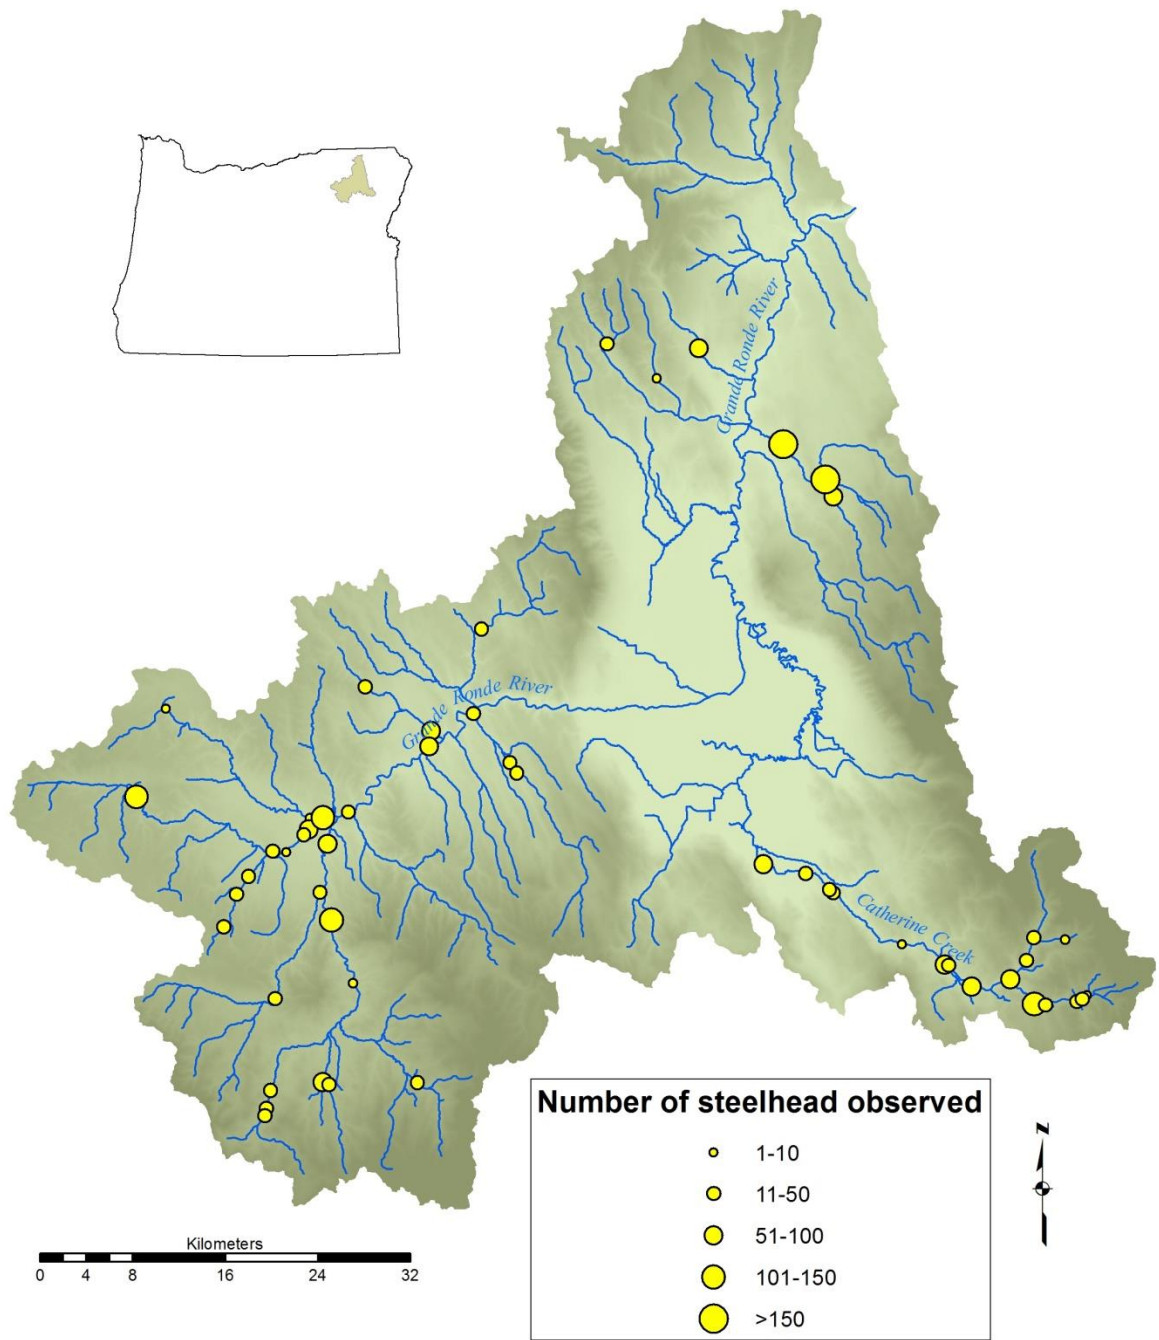 Grande Ronde River
Grande Ronde River
Catherine Creek
Number of steelhead observed
1-10
11-50
51-100
101-150
>150
N
Kilometers
0 4 8 16 24 32